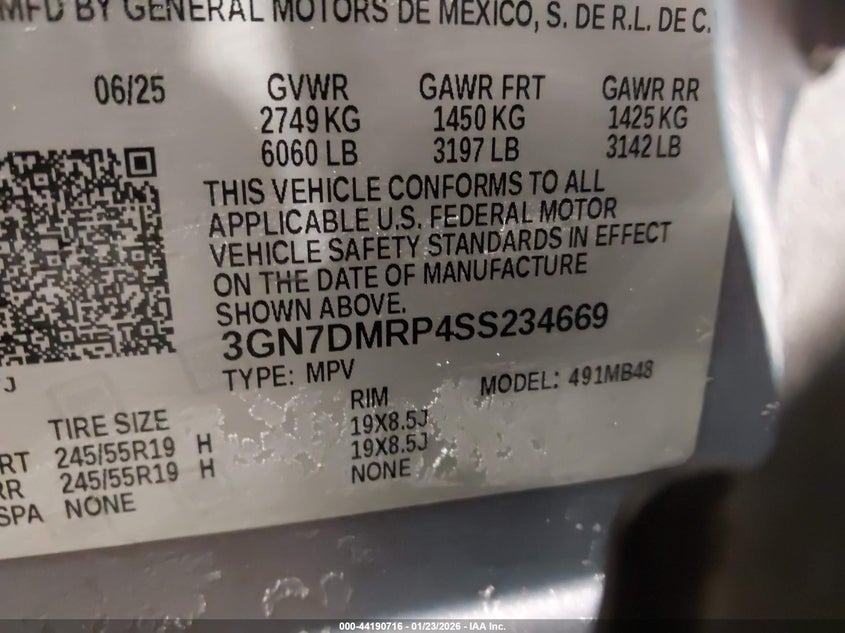 MFD BY GENERAL MOTORS DE MEXICO, S. DE R.L. DE C.
06/25 GVWR GAWR FRT GAWR RR
2749 KG 1450 KG 1425 KG
6060 LB 3197 LB 3142 LB
THIS VEHICLE CONFORMS TO ALL
APPLICABLE U.S. FEDERAL MOTOR
VEHICLE SAFETY STANDARDS IN EFFECT
ON THE DATE OF MANUFACTURE
SHOWN ABOVE.
3GN7DMRP4SS234669
TYPE: MPV MODEL: 491MB48
J
TIRE SIZE RIM
RT 245/55R19 H 19X8.5J
RR 245/55R19 H 19X8.5J
SPA NONE NONE
000-44190716 - 01/23/2026 - IAA Inc.